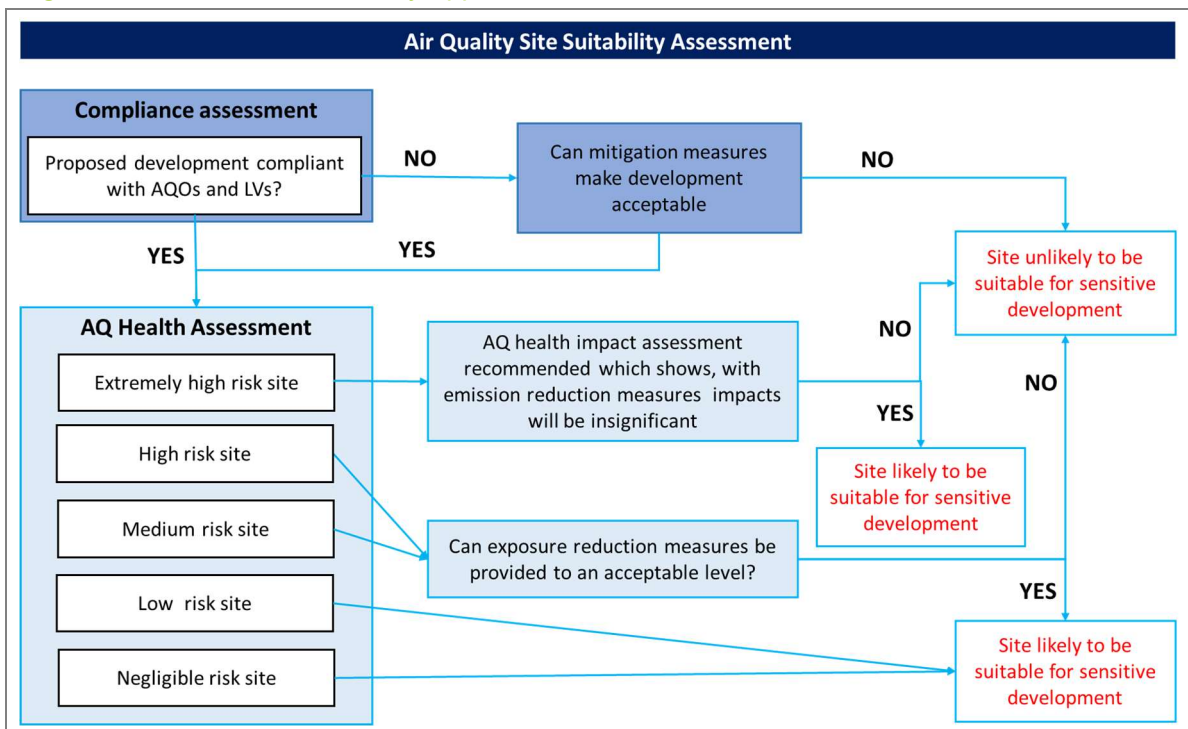 Air Quality Site Suitability Assessment
Compliance assessment
Proposed development compliant
with AQOs and LVs?
NO
Can mitigation measures
make development
acceptable
NO
YES
YES
Site unlikely to be
suitable for sensitive
development
AQ Health Assessment
Extremely high risk site
High risk site
Medium risk site
Low risk site
Negligible risk site
AQ health impact assessment
recommended which shows, with
emission reduction measures impacts
will be insignificant
NO
YES
Site likely to be
suitable for sensitive
development
NO
Can exposure reduction measures be
provided to an acceptable level?
YES
Site likely to be
suitable for sensitive
development